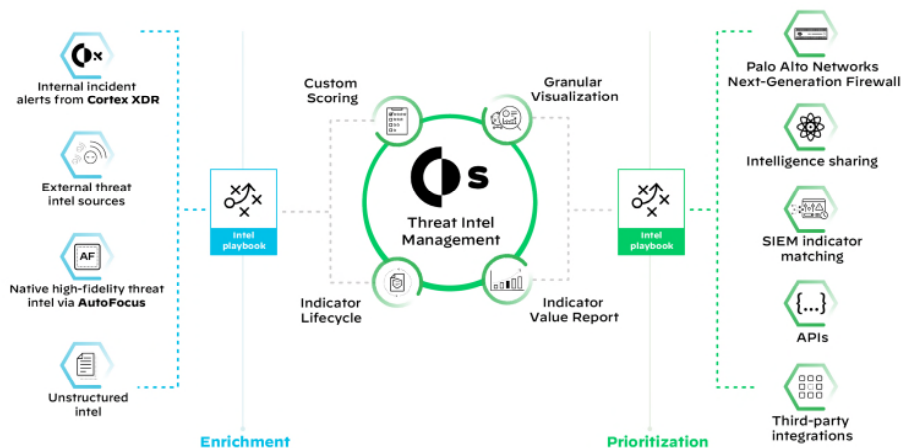 Internal incident
alerts from Cortex XDR
External threat
intel sources
AF
Native high-fidelity threat
intel via AutoFocus
Unstructured
intel
Intel
playbook
Enrichment
Custom
Scoring
Granular
Visualization
S
Threat Intel
Management
Indicator
Lifecycle
Indicator
Value Report
Intel
playbook
Prioritization
Palo Alto Networks
Next-Generation Firewall
Intelligence sharing
SIEM indicator
matching
{...}
APIs
Third-party
integrations